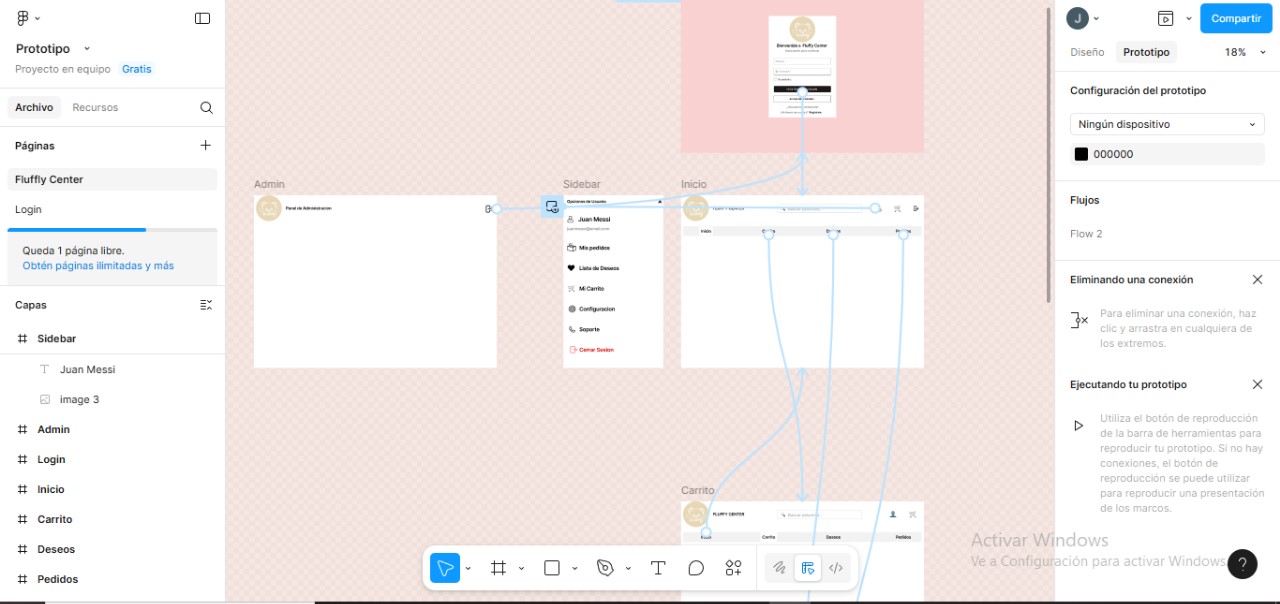 Prototipo
Proyecto en equipo
Gratis
Archivo
Recursos
Páginas
Fluffly Center
Login
Queda 1 página libre.
Obtén páginas ilimitadas y más
Capas
Sidebar
Juan Messi
image 3
Admin
Login
Inicio
Carrito
Deseos
Pedidos
Bienvenido a Fluffy Center
Admin
Panel de Administracion
Sidebar
Opciones de Usuario
Juan Messi
juanmessi@gmail.com
Mis pedidos
Lista de Deseos
Mi Carrito
Configuracion
Soporte
Cerrar Sesion
Inicio
Inicio
Carrito
FLUFFY CENTER
Carrito
Deseos
Pedidos
J
Compartir
Diseño
Prototipo
18%
Configuración del prototipo
Ningún dispositivo
000000
Flujos
Flow 2
Eliminando una conexión
Para eliminar una conexión, haz
clic y arrastra en cualquiera de
los extremos.
Ejecutando tu prototipo
Utiliza el botón de reproducción
de la barra de herramientas para
reproducir tu prototipo. Si no hay
conexiones, el botón de
reproducción se puede utilizar
para reproducir una presentación
de los marcos.
Activar Windows
Ve a Configuración para activar Windows.
?